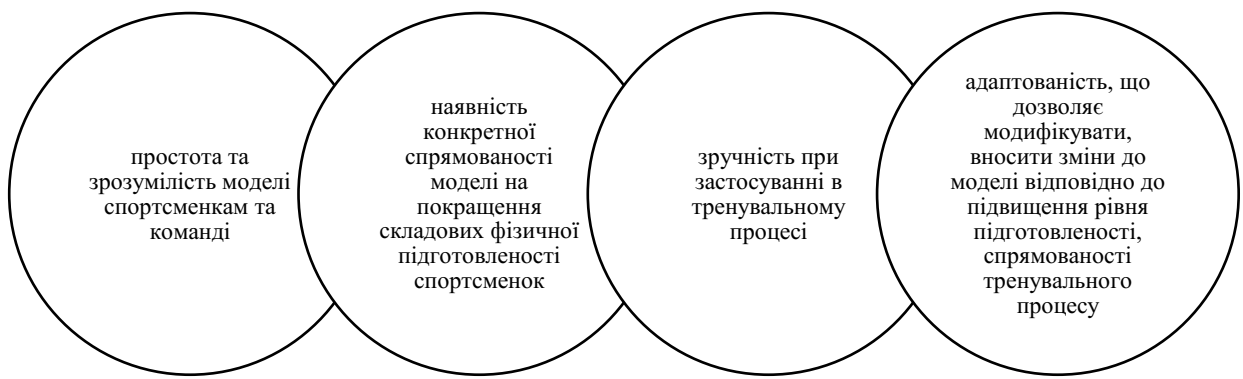 простота та
зрозумілість моделі
спортсменкам та
команді
наявність
конкретної
спрямованості
моделі на
покращення
складових фізичної
підготовленості
спортсменок
зручність при
застосуванні в
тренувальному
процесі
адаптованість, що
дозволяє
модифікувати,
вносити зміни до
моделі відповідно до
підвищення рівня
підготовленості,
спрямованості
тренувального
процесу